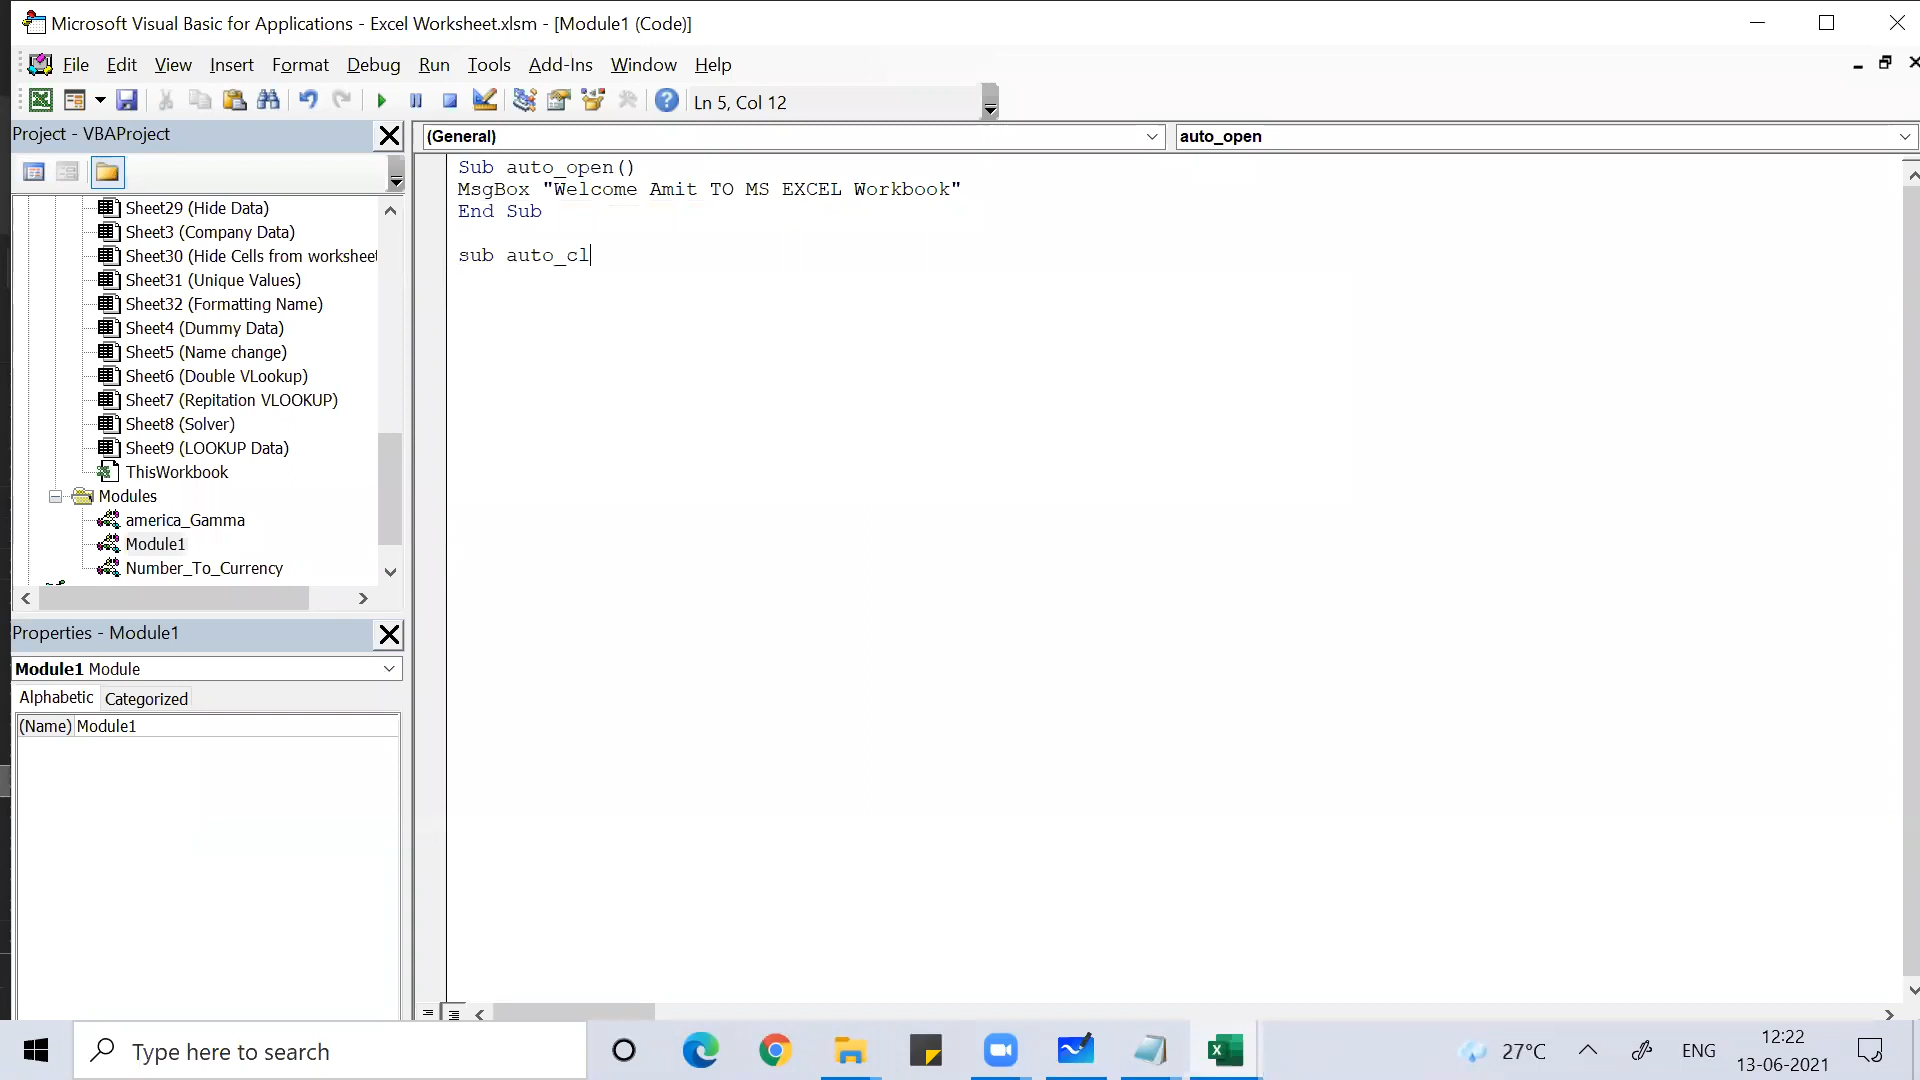 Microsoft Visual Basic for Applications - Excel Worksheet.xlsm - [Module1 (Code)]
File Edit View Insert Format Debug Run Tools Add-Ins Window Help
Ln 5, Col 12
Project - VBAProject
(General)
auto_open
Sheet29 (Hide Data)
Sheet3 (Company Data)
Sheet30 (Hide Cells from worksheet
Sheet31 (Unique Values)
Sheet32 (Formatting Name)
Sheet4 (Dummy Data)
Sheet5 (Name change)
Sheet6 (Double VLookup)
Sheet7 (Repitation VLOOKUP)
Sheet8 (Solver)
Sheet9 (LOOKUP Data)
ThisWorkbook
Modules
america_Gamma
Module1
Number_To_Currency
Sub auto_open()
MsgBox "Welcome Amit TO MS EXCEL Workbook"
End Sub
sub auto_cl
Properties - Module1
Module1 Module
Alphabetic Categorized
(Name) Module1
Type here to search
27°C
ENG
12:22
13-06-2021